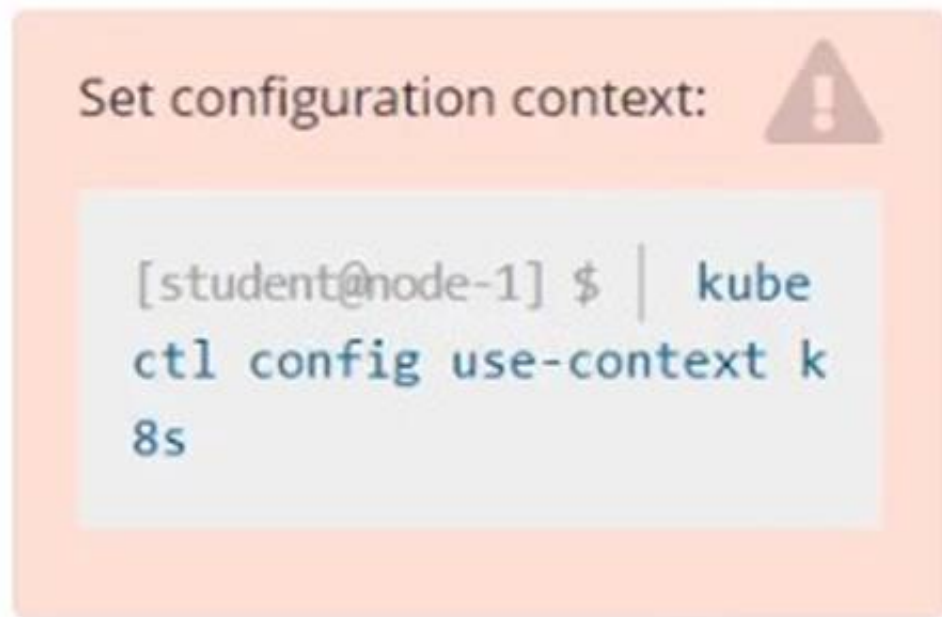 Set configuration context:
[student@node-1] $ | kube
ctl config use-context k
8s